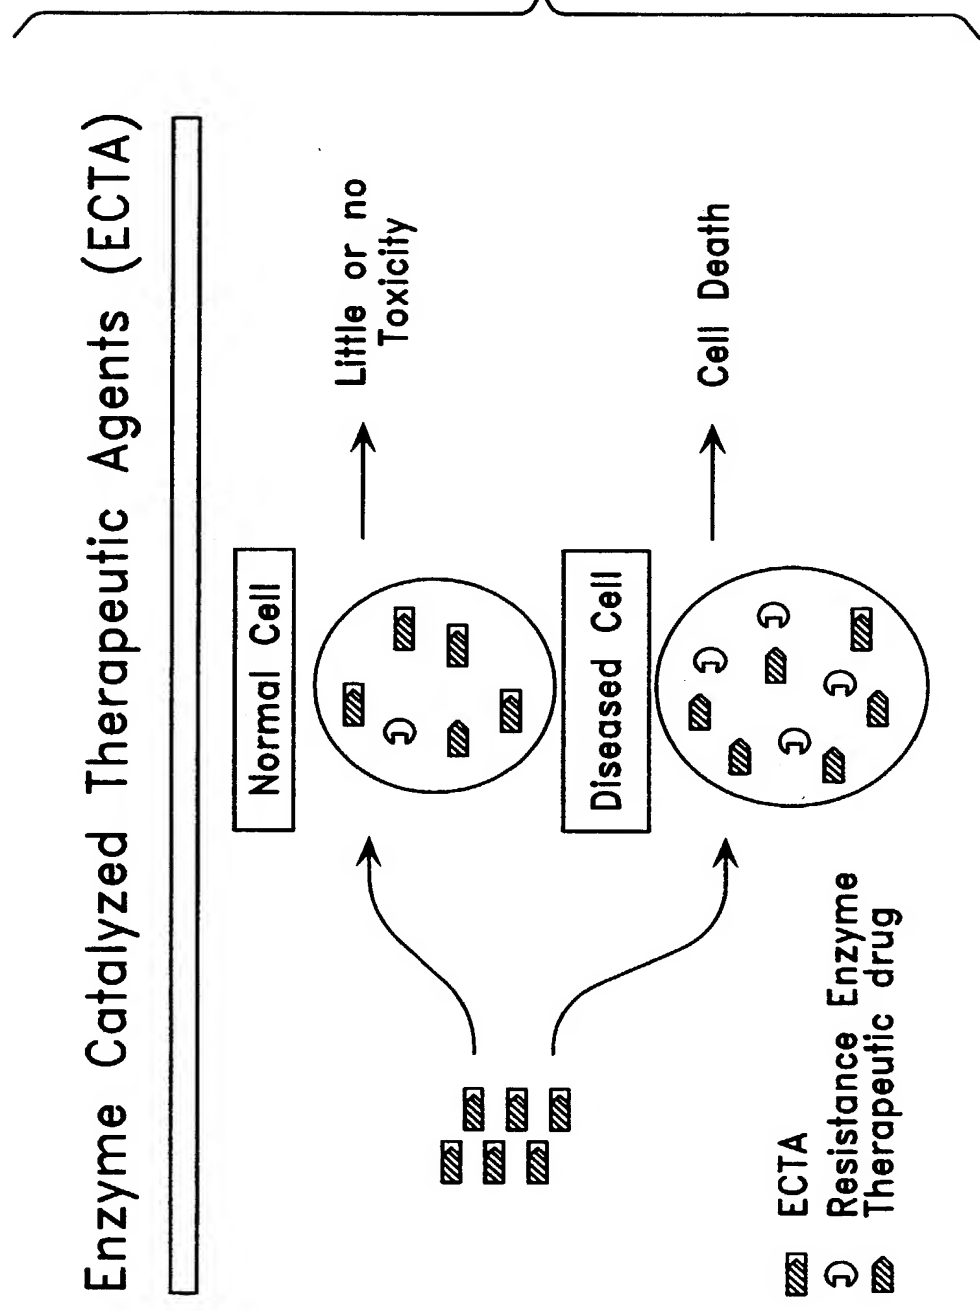 Enzyme Catalyzed Therapeutic Agents (ECTA)
Normal Cell
Little or no
Toxicity
Diseased Cell
Cell Death
ECTA
Resistance Enzyme
Therapeutic drug